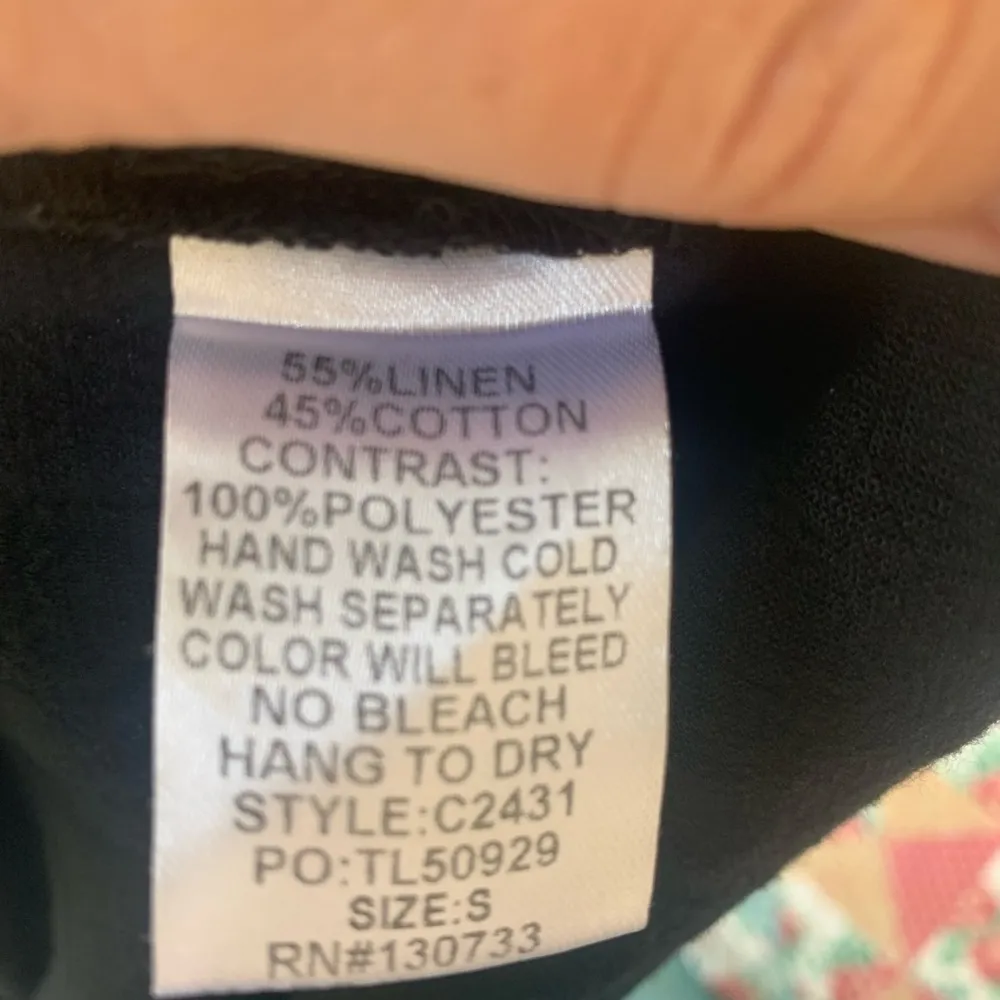 55%LINEN
45%COTTON
CONTRAST:
100%POLYESTER
HAND WASH COLD
WASH SEPARATELY
COLOR WILL BLEED
NO BLEACH
HANG TO DRY
STYLE:C2431
PO:TL50929
SIZE:S
RN#130733